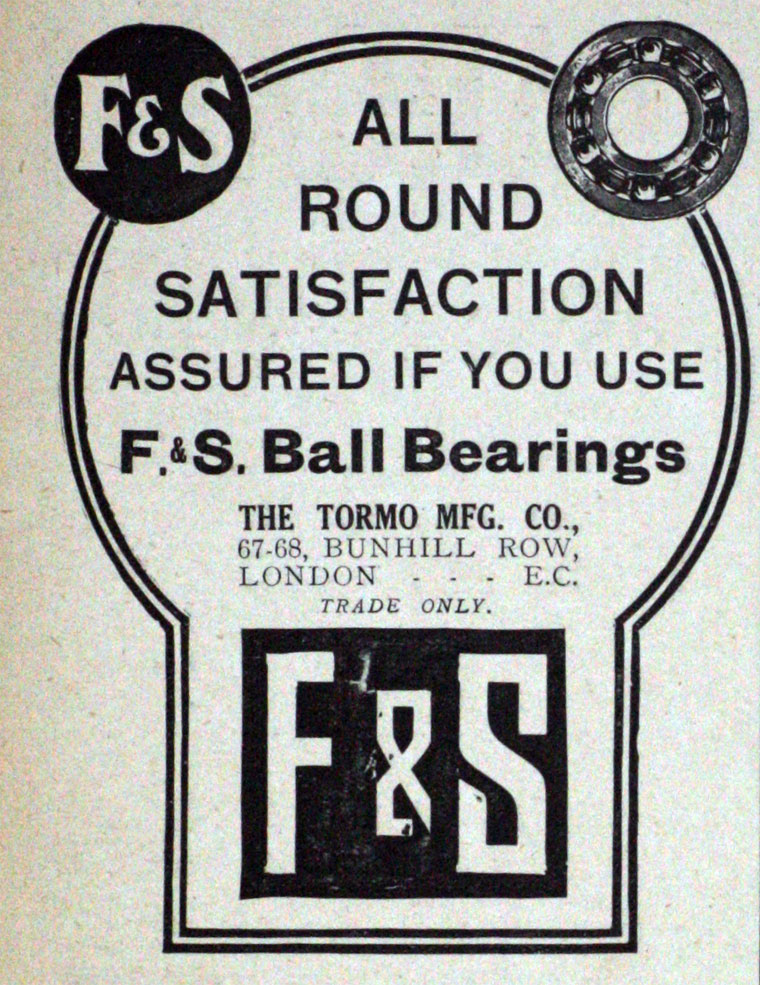 F&S
ALL
ROUND
SATISFACTION
ASSURED IF YOU USE
F.&S. Ball Bearings
THE TORMO MFG. CO.,
67-68, BUNHILL ROW,
LONDON - - - E.C.
TRADE ONLY.
F&S